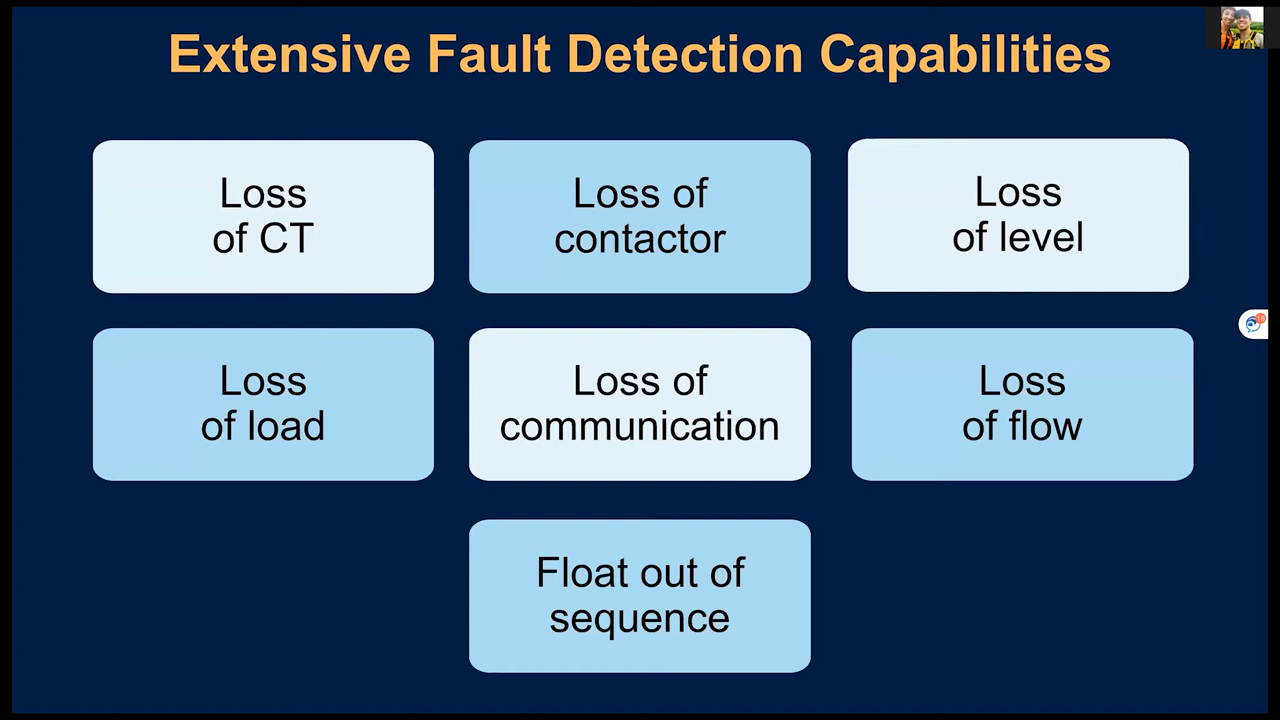 Extensive Fault Detection Capabilities
Loss
of CT
Loss of
contactor
Loss
of level
Loss
of load
Loss of
communication
Loss
of flow
Float out of
sequence